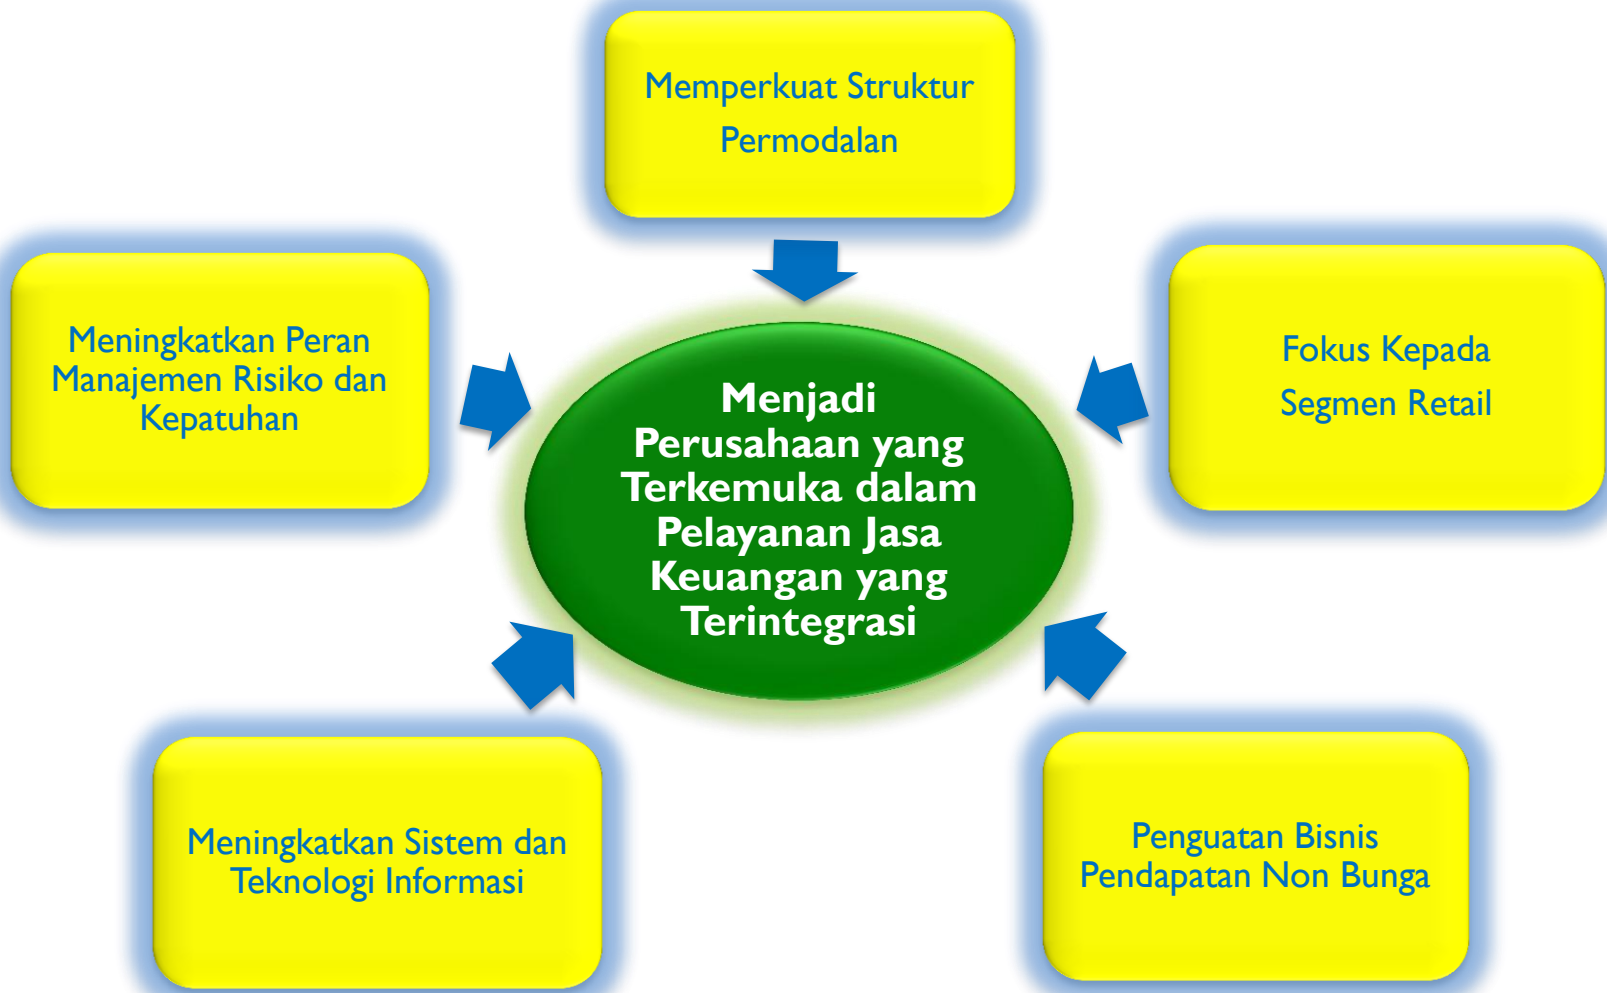 Memperkuat Struktur
Permodalan
Meningkatkan Peran
Manajemen Risiko dan
Kepatuhan
Fokus Kepada
Segmen Retail
Menjadi
Perusahaan yang
Terkemuka dalam
Pelayanan Jasa
Keuangan yang
Terintegrasi
Meningkatkan Sistem dan
Teknologi Informasi
Penguatan Bisnis
Pendapatan Non Bunga